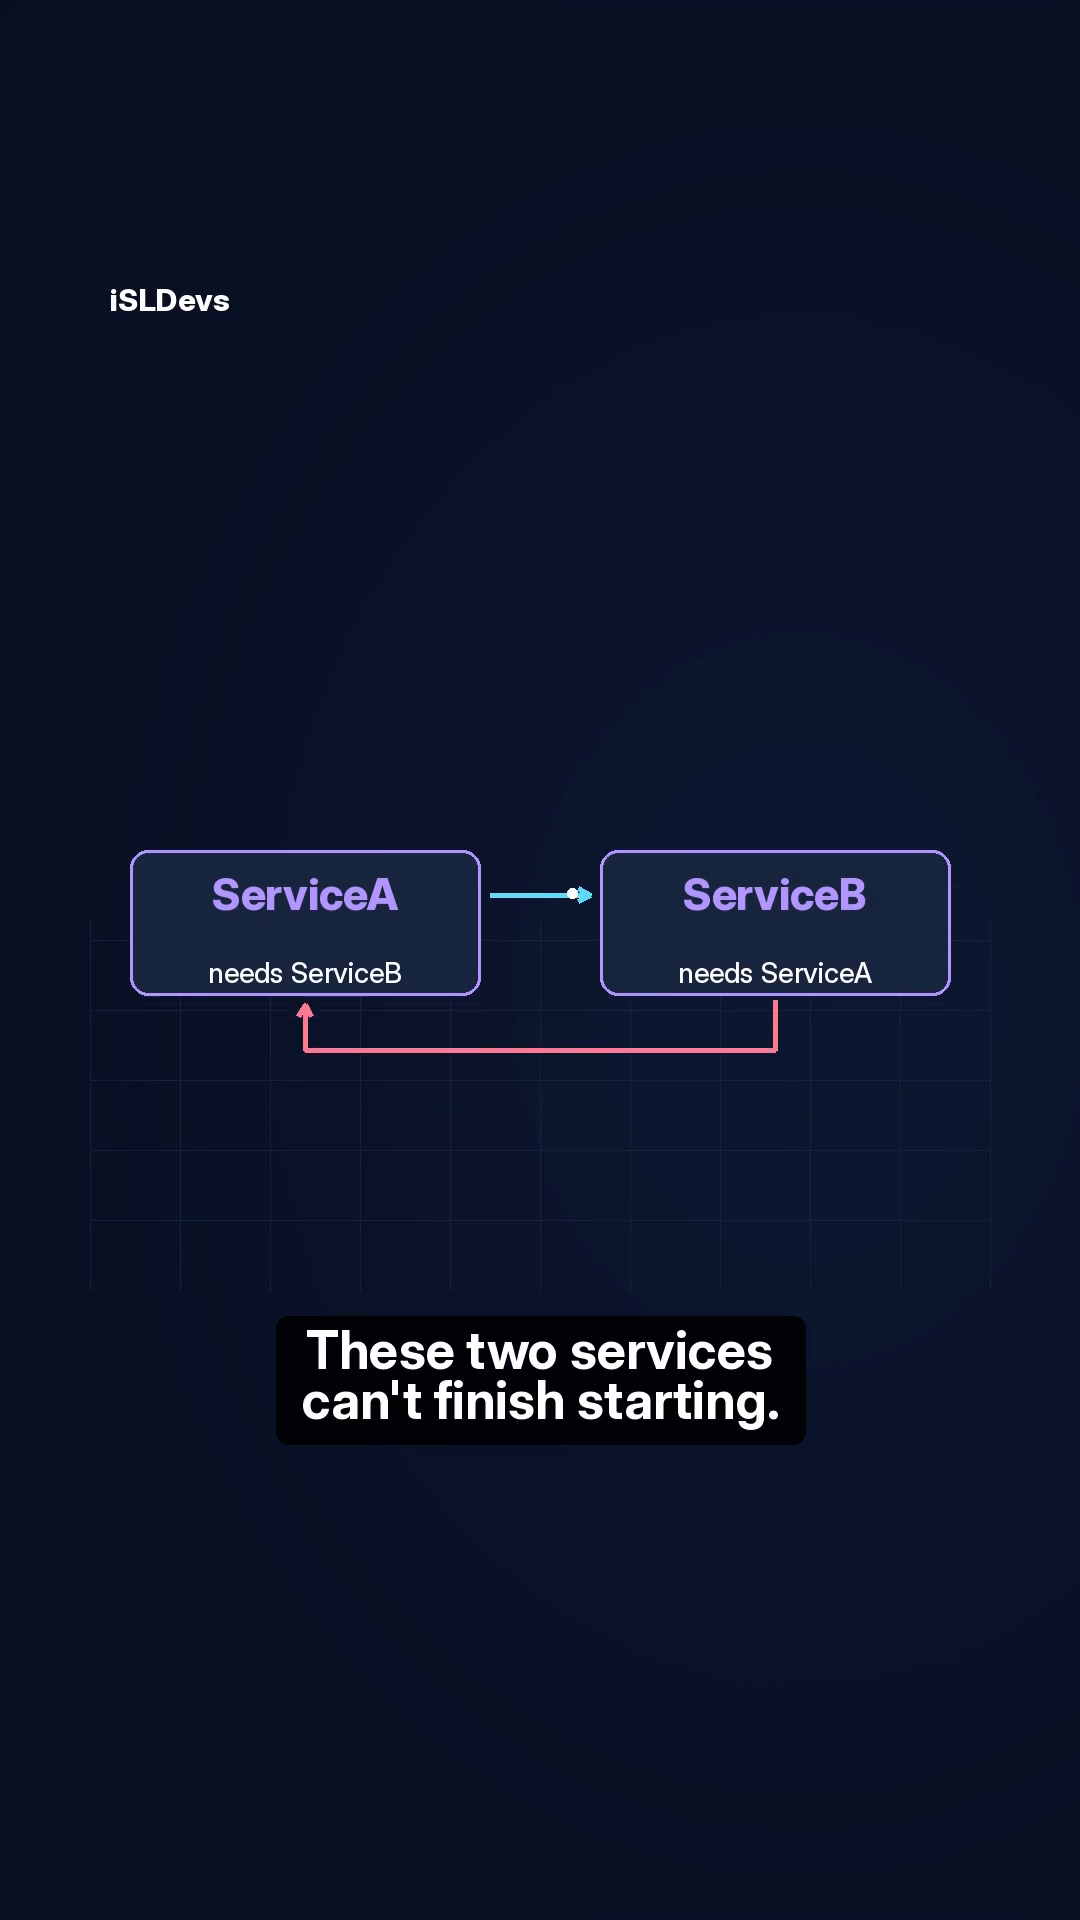 iSLDevs
ServiceA
needs ServiceB
ServiceB
needs ServiceA
These two services
can't finish starting.